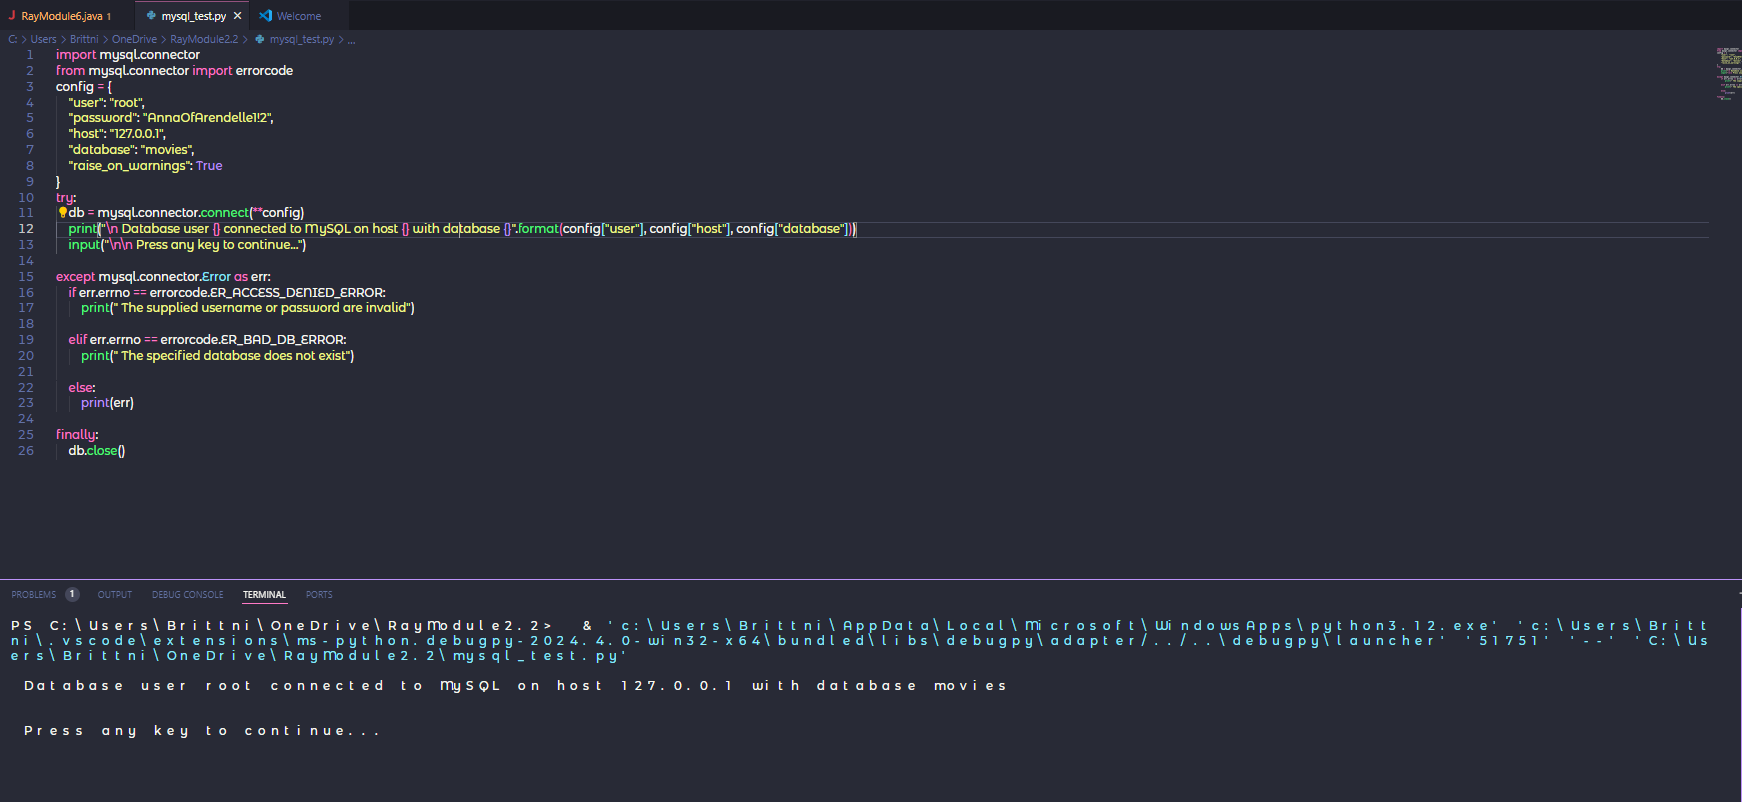 RayModule6.java 1 mysql_test.py Welcome
C: > Users > Brittni > OneDrive > RayModule2.2 > mysql_test.py > ...
1 import mysql.connector
2 from mysql.connector import errorcode
3 config = {
4 "user": "root",
5 "password": "AnnaOfArendelle1!2",
6 "host": "127.0.0.1",
7 "database": "movies",
8 "raise_on_warnings": True
9 }
10 try:
11 db = mysql.connector.connect(**config)
12 print("\n Database user {} connected to MySQL on host {} with database {}".format(config["user"], config["host"], config["database"]))
13 input("\n\n Press any key to continue...")
14
15 except mysql.connector.Error as err:
16 if err.errno == errorcode.ER_ACCESS_DENIED_ERROR:
17 print(" The supplied username or password are invalid")
18
19 elif err.errno == errorcode.ER_BAD_DB_ERROR:
20 print(" The specified database does not exist")
21
22 else:
23 print(err)
24
25 finally:
26 db.close()
PROBLEMS 1 OUTPUT DEBUG CONSOLE TERMINAL PORTS
PS C:\Users\Brittni\OneDrive\RayModule2.2> & 'c:\Users\Brittni\AppData\Local\Microsoft\WindowsApps\python3.12.exe' 'c:\Users\Britt
ni\.vscode\extensions\ms-python.debugpy-2024.4.0-win32-x64\bundled\libs\debugpy\adapter/../..\debugpy\launcher' '51751' '--' 'C:\Us
ers\Brittni\OneDrive\RayModule2.2\mysql_test.py'
Database user root connected to MySQL on host 127.0.0.1 with database movies
Press any key to continue...